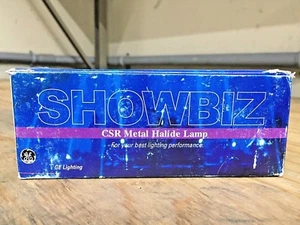 SHOWBIZ
CSR Metal Halide Lamp
For your best lighting performance.
GE Lighting